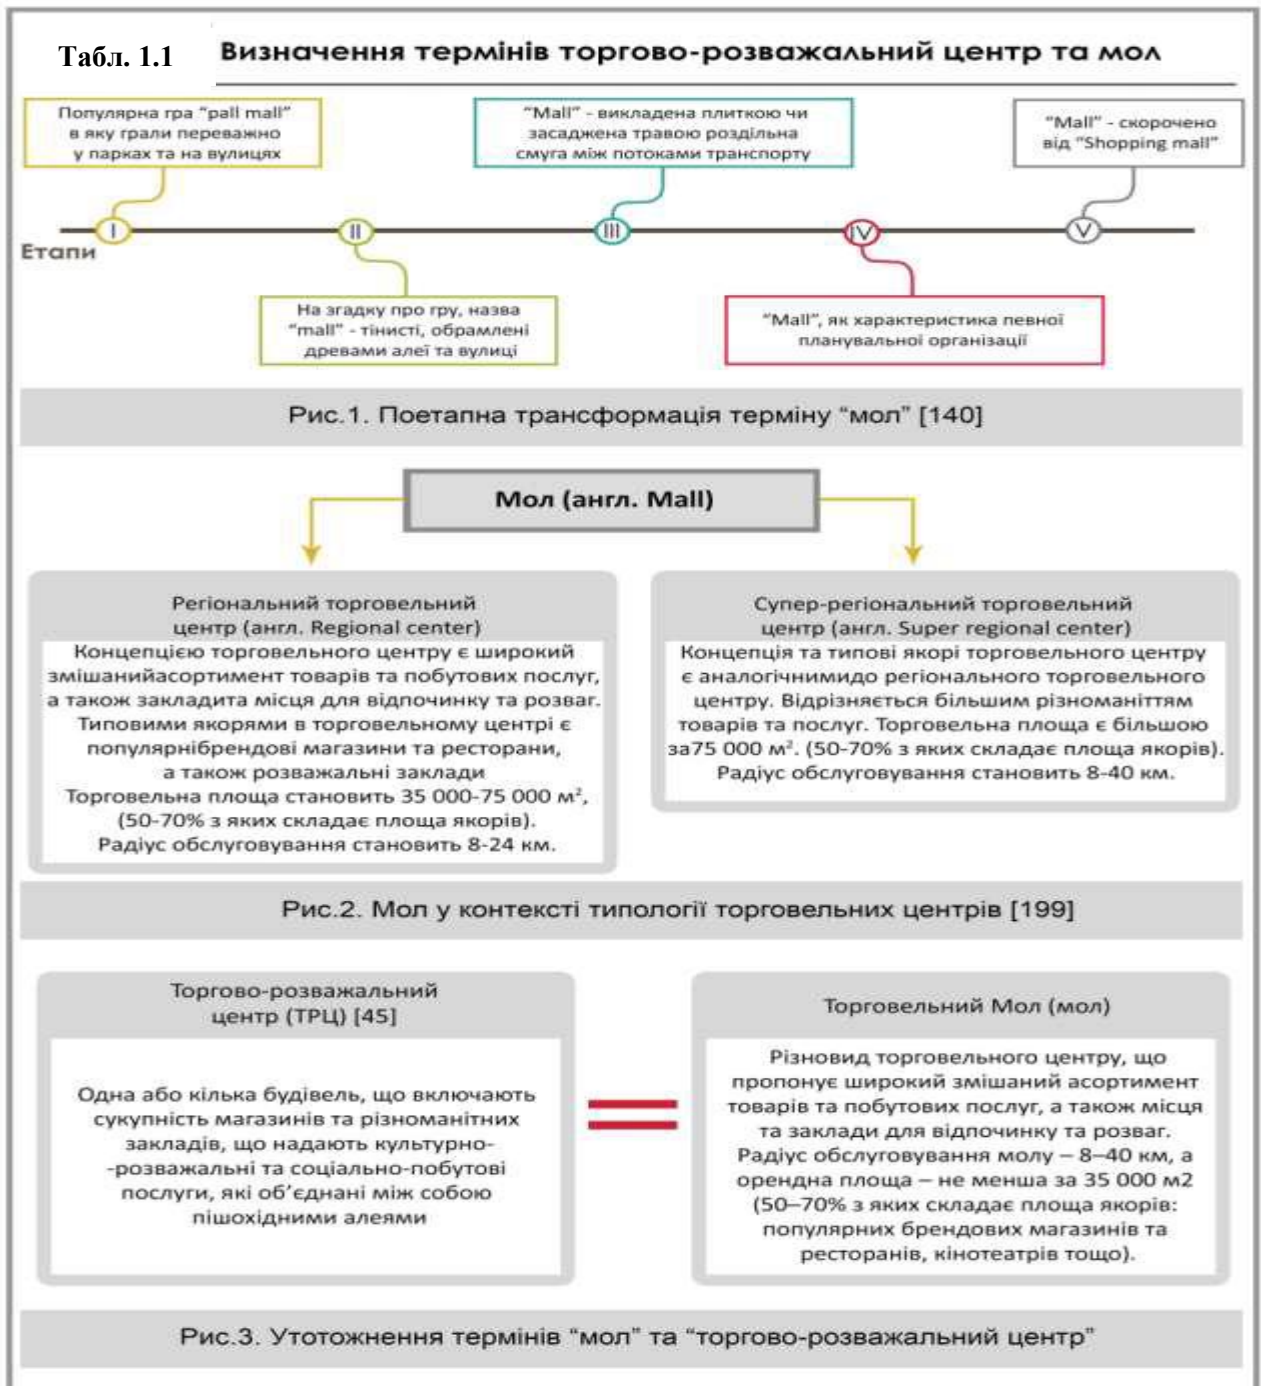 Табл. 1.1
Визначення термінів торгово-розважальний центр та мол
Популярна гра “pall mall”
в яку грали переважно
у парках та на вулицях
“Mall” - викладена плиткою чи
засаджена травою роздільна
смуга між потоками транспорту
“Mall” - скорочено
від “Shopping mall”
I
II
III
IV
V
Етапи
На згадку про гру, назва
“mall” - тінисті, обрамлені
древами алеї та вулиці
“Mall”, як характеристика певної
планувальної організації
Рис.1. Поетапна трансформація терміну “мол” [140]
Мол (англ. Mall)
Регіональний торговельний
центр (англ. Regional center)
Концепцією торговельного центру є широкий
змішанийасортимент товарів та побутових послуг,
а також закладита місця для відпочинку та розваг.
Типовими якорями в торговельному центрі є
популярнібрендові магазини та ресторани,
а також розважальні заклади
Торговельна площа становить 35 000-75 000 м²,
(50-70% з яких складає площа якорів).
Радіус обслуговування становить 8-24 км.
Супер-регіональний торговельний
центр (англ. Super regional center)
Концепція та типові якорі торговельного центру
є аналогічнимидо регіонального торговельного
центру. Відрізняється більшим різноманіттям
товарів та послуг. Торговельна площа є більшою
за75 000 м². (50-70% з яких складає площа якорів).
Радіус обслуговування становить 8-40 км.
Рис.2. Мол у контексті типології торговельних центрів [199]
Торгово-розважальний
центр (ТРЦ) [45]
Одна або кілька будівель, що включають
сукупність магазинів та різноманітних
закладів, що надають культурно-
-розважальні та соціально-побутові
послуги, які об’єднані між собою
пішохідними алеями
Торговельний Мол (мол)
Різновид торговельного центру, що
пропонує широкий змішаний асортимент
товарів та побутових послуг, а також місця
та заклади для відпочинку та розваг.
Радіус обслуговування молу – 8–40 км, а
орендна площа – не менша за 35 000 м2
(50–70% з яких складає площа якорів:
популярних брендових магазинів та
ресторанів, кінотеатрів тощо).
Рис.3. Утотожнення термінів “мол” та “торгово-розважальний центр”